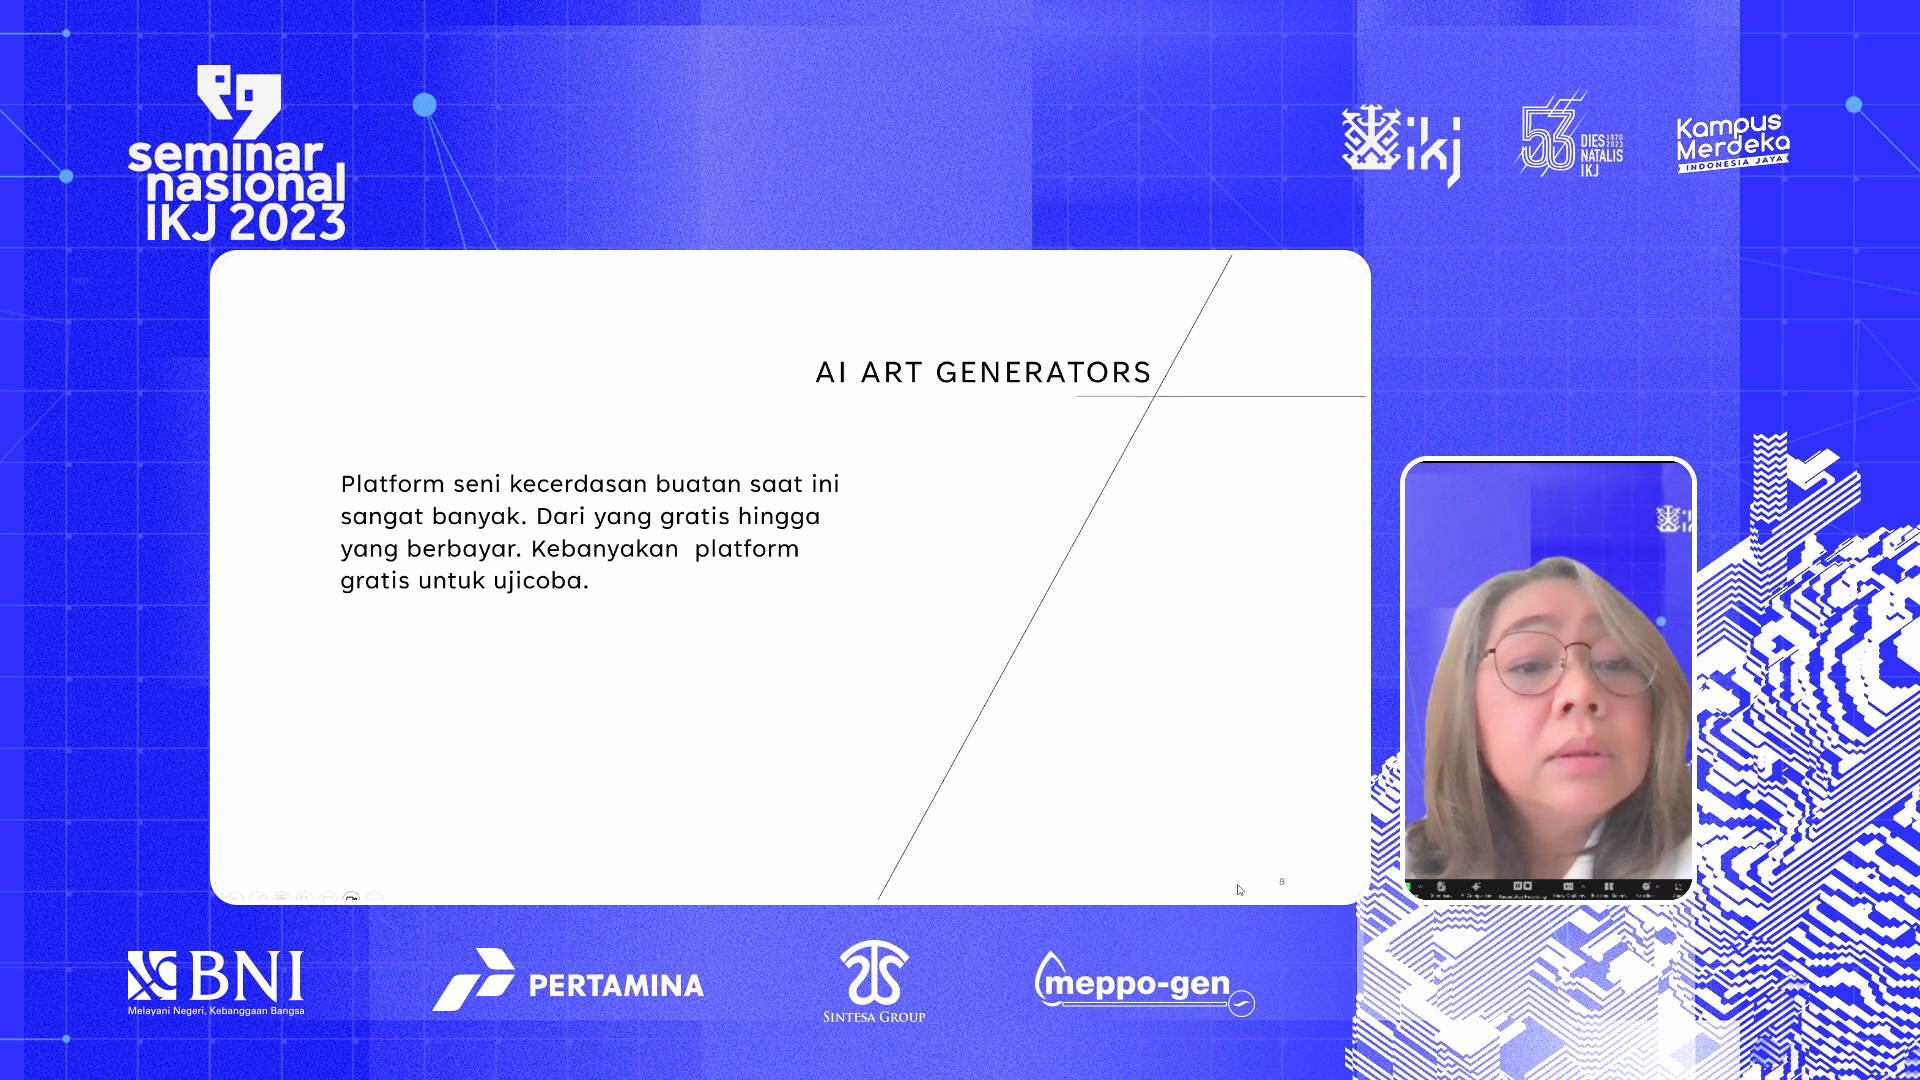 seminar
nasional
IKJ 2023
ikj
53
DIES 1970 2023
NATALIS
IKJ
Kampus
Merdeka
INDONESIA JAYA
AI ART GENERATORS
Platform seni kecerdasan buatan saat ini
sangat banyak. Dari yang gratis hingga
yang berbayar. Kebanyakan  platform
gratis untuk ujicoba.
8
BNI
Melayani Negeri, Kebanggaan Bangsa
PERTAMINA
SINTESA GROUP
meppo-gen